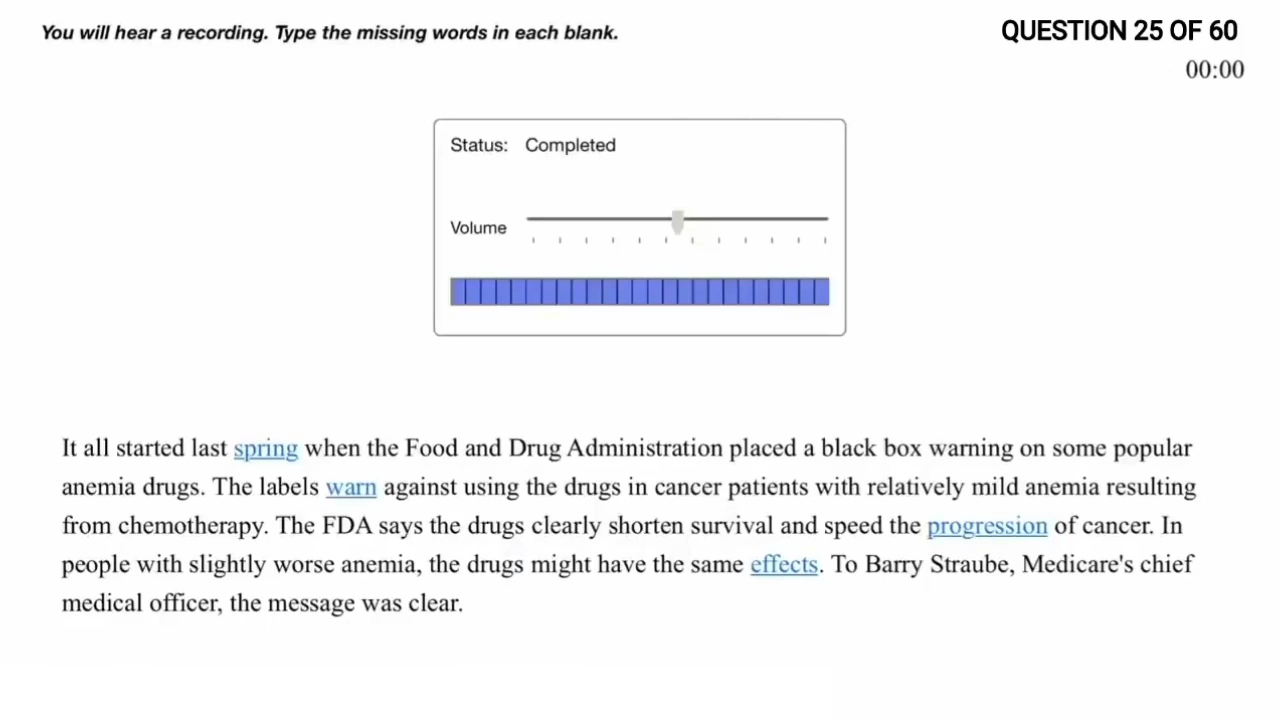 You will hear a recording. Type the missing words in each blank.
QUESTION 25 OF 60
00:00
Status: Completed
Volume
It all started last spring when the Food and Drug Administration placed a black box warning on some popular
anemia drugs. The labels warn against using the drugs in cancer patients with relatively mild anemia resulting
from chemotherapy. The FDA says the drugs clearly shorten survival and speed the progression of cancer. In
people with slightly worse anemia, the drugs might have the same effects. To Barry Straube, Medicare's chief
medical officer, the message was clear.